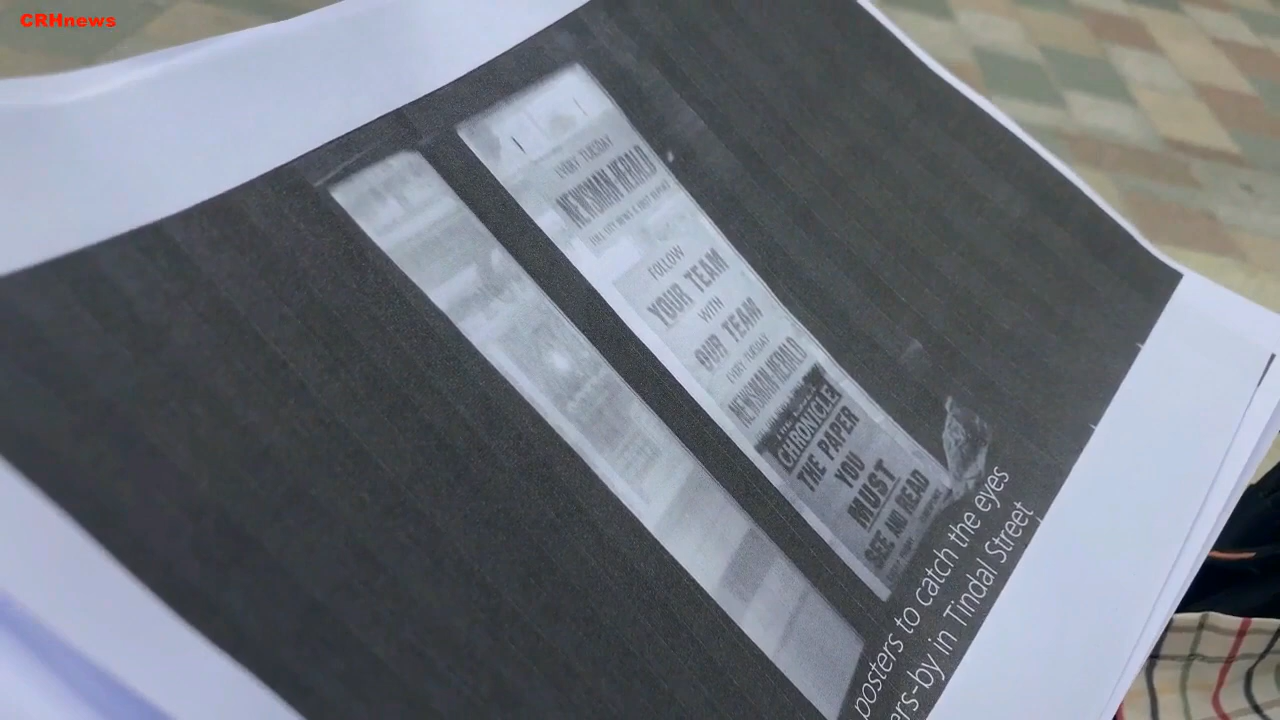 CRHnews
EVERY TUESDAY
NEWSMAN-HERALD
FOLLOW
YOUR TEAM
WITH
OUR TEAM
EVERY TUESDAY
NEWSMAN-HERALD
CHRONICLE
THE PAPER
YOU
MUST
SEE AND READ
posters to catch the eyes
ers-by in Tindal Street